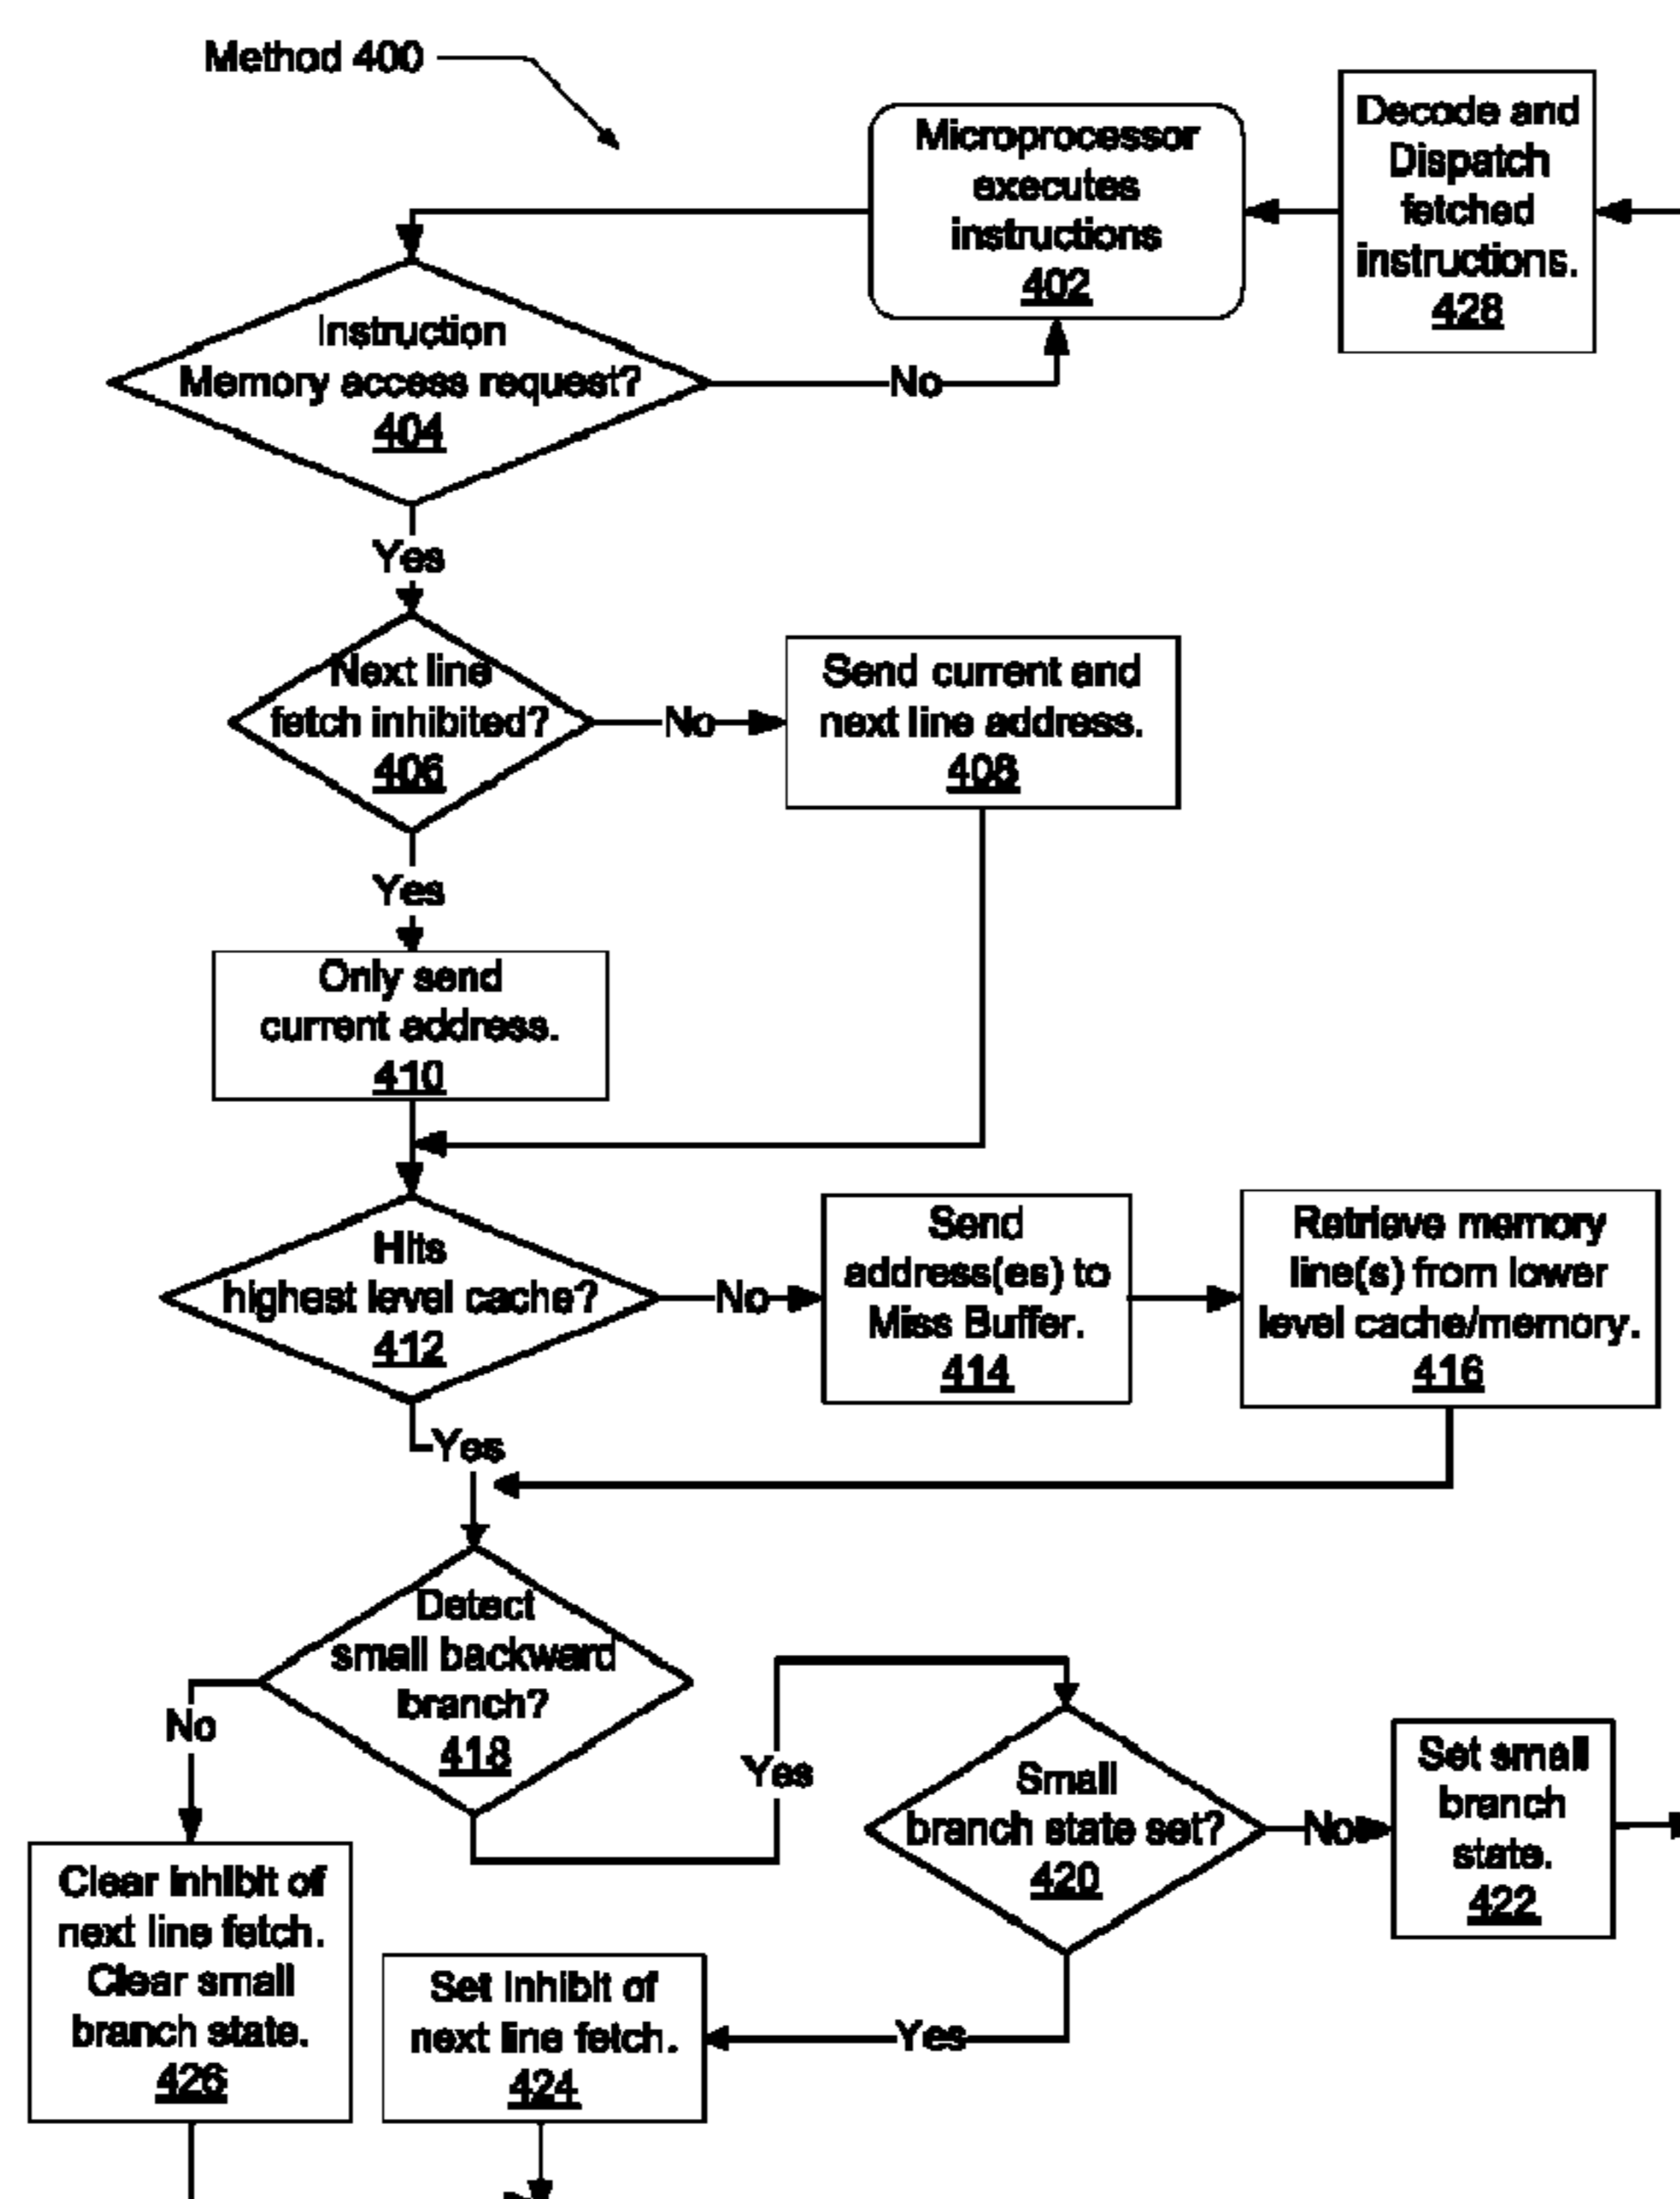 Method 400
Microprocessor
executes
instructions
402
Decode and
Dispatch
fetched
instructions.
428
Instruction
Memory access request?
404
No
Yes
Next line
fetch inhibited?
406
No
Send current and
next line address.
408
Yes
Only send
current address.
410
Hits
highest level cache?
412
No
Send
address(es) to
Miss Buffer.
414
Retrieve memory
line(s) from lower
level cache/memory.
416
Yes
Detect
small backward
branch?
418
No
Yes
Small
branch state set?
420
No
Set small
branch
state.
422
Clear inhibit of
next line fetch.
Clear small
branch state.
426
Set inhibit of
next line fetch.
424
Yes